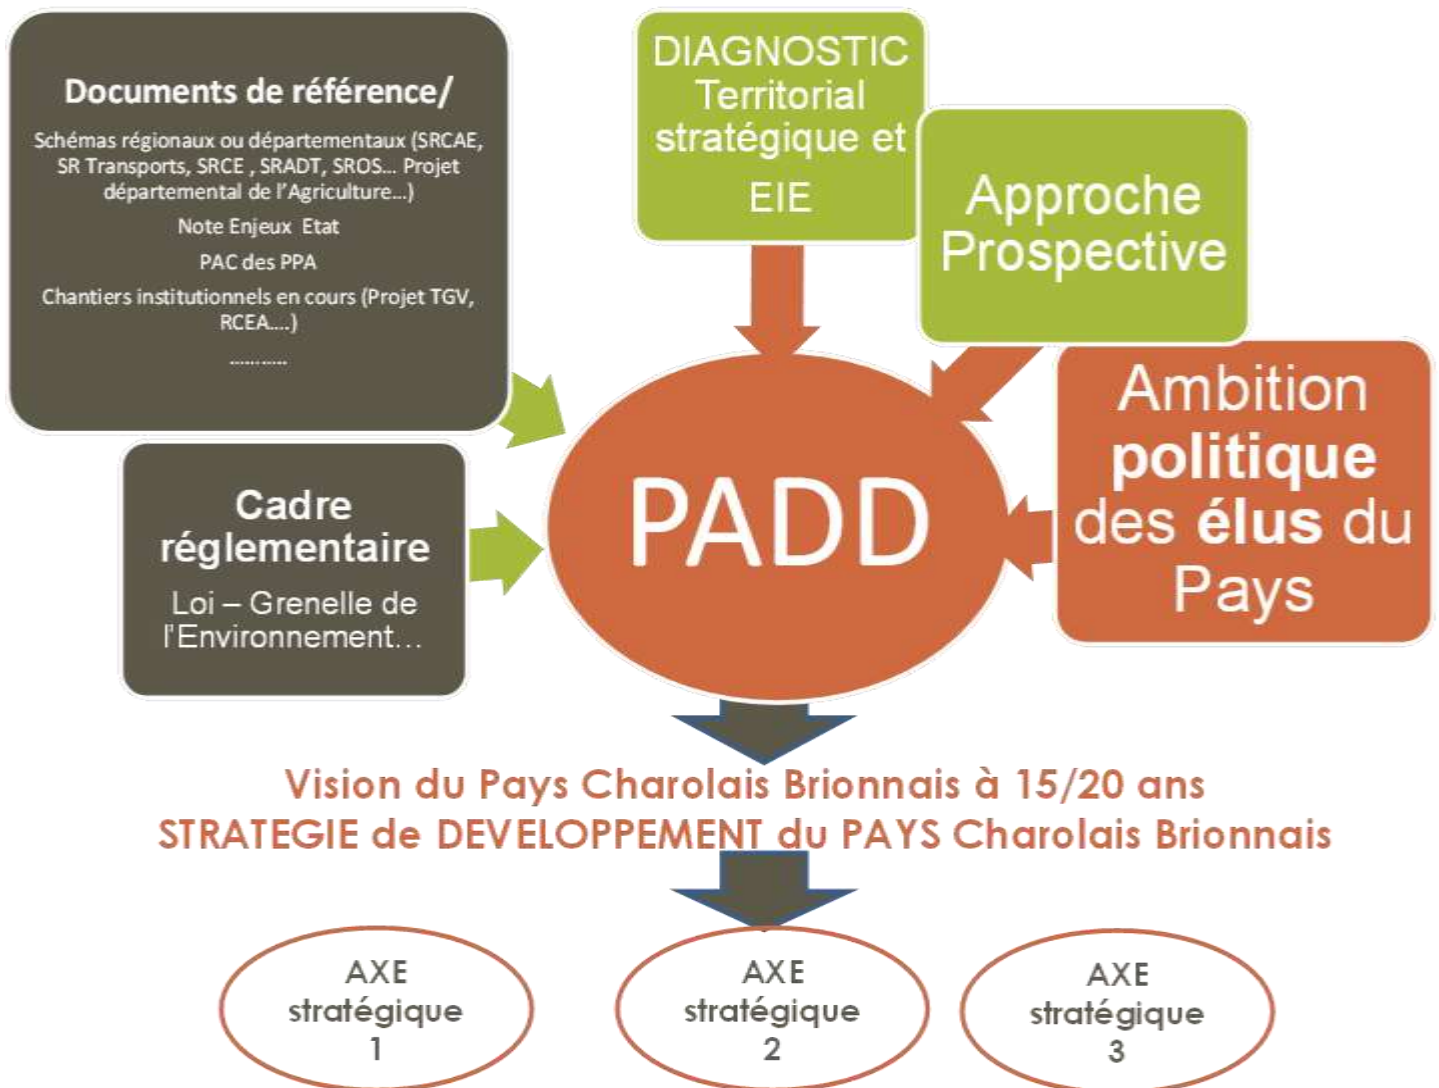 Documents de référence/
Schémas régionaux ou départementaux (SRCAE,
SR Transports, SRCE , SRADT, SROS... Projet
départemental de l'Agriculture...)
Note Enjeux Etat
PAC des PPA
Chantiers institutionnels en cours (Projet TGV,
RCEA....)
...........
Cadre
réglementaire
Loi – Grenelle de
l'Environnement...
DIAGNOSTIC
Territorial
stratégique et
EIE
Approche
Prospective
Ambition
politique
des élus du
Pays
PADD
Vision du Pays Charolais Brionnais à 15/20 ans
STRATEGIE de DEVELOPPEMENT du PAYS Charolais Brionnais
AXE
stratégique
1
AXE
stratégique
2
AXE
stratégique
3